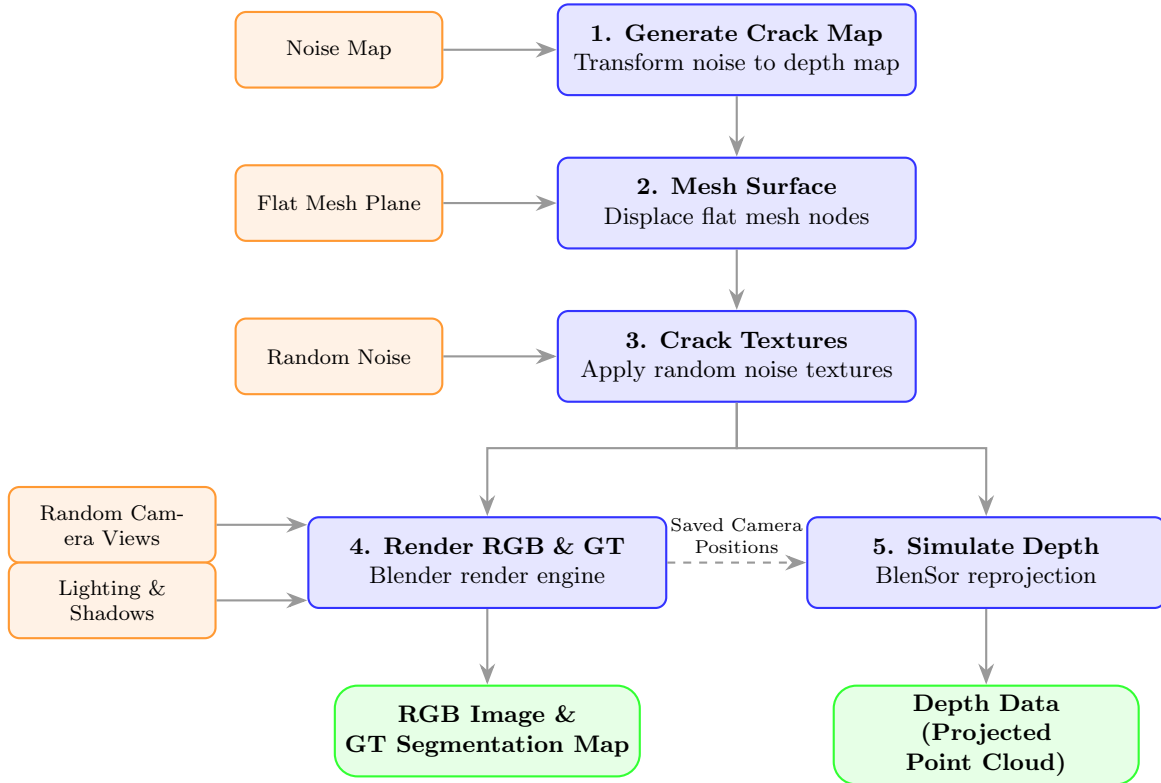 Noise Map
1. Generate Crack Map
Transform noise to depth map
Flat Mesh Plane
2. Mesh Surface
Displace flat mesh nodes
Random Noise
3. Crack Textures
Apply random noise textures
Random Cam-
era Views
Lighting &
Shadows
4. Render RGB & GT
Blender render engine
Saved Camera
Positions
5. Simulate Depth
BlenSor reprojection
RGB Image &
GT Segmentation Map
Depth Data
(Projected
Point Cloud)